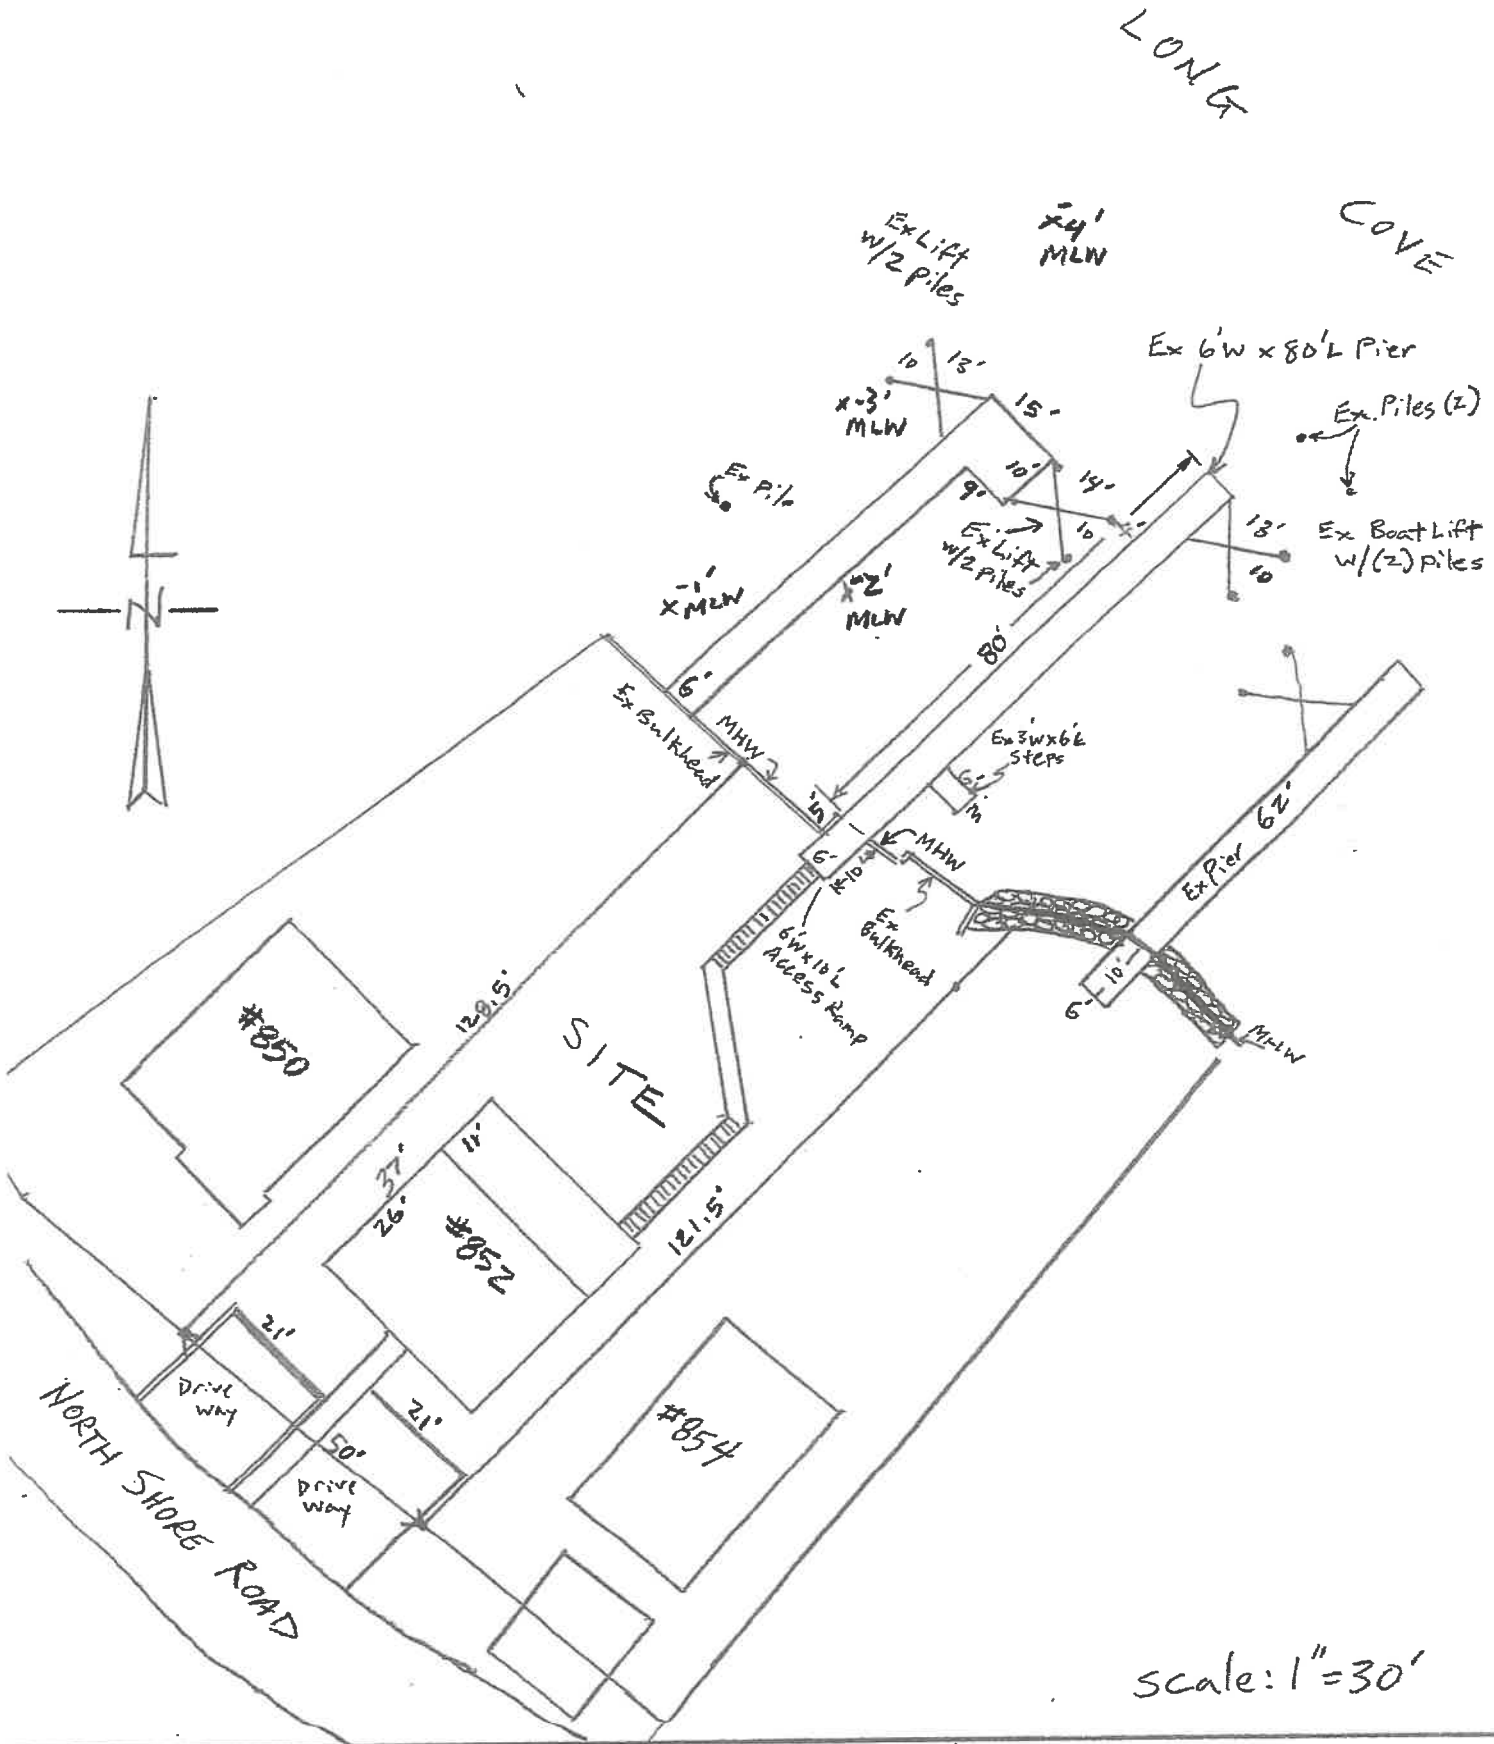 LONG
COVE
Ex Lift
w/2 piles
-4'
MLW
10
13'
15'
x-3'
MLW
Ex 6'W x 80'L Pier
Ex. Piles (2)
Ex Pile
10'
9'
14'
10
Ex Lift
w/2 piles
13'
10
Ex Boat Lift
w/(2) piles
x-1'
MLW
x-2'
MLW
N
80'
6'
Ex Bulkhead
MHW
Ex 3'W x 6'L
Steps
6'
3'
5'
6'
10'
MHW
Ex
Bulkhead
6'W x 10'L
Access Ramp
Ex Pier
62'
10'
6'
MHW
#850
128.5'
SITE
37'
11'
26'
#852
121.5'
21'
Drive
way
21'
50'
Drive
way
#854
NORTH SHORE ROAD
scale: 1"=30'